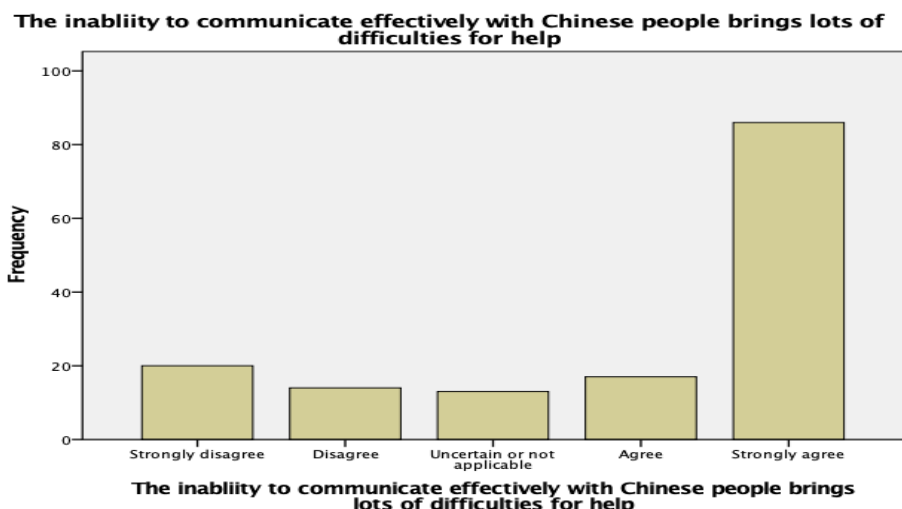 The inabliity to communicate effectively with Chinese people brings lots of
difficulties for help
100
80
60
40
20
0
Frequency
Strongly disagree
Disagree
Uncertain or not
applicable
Agree
Strongly agree
The inabliity to communicate effectively with Chinese people brings
lots of difficulties for help